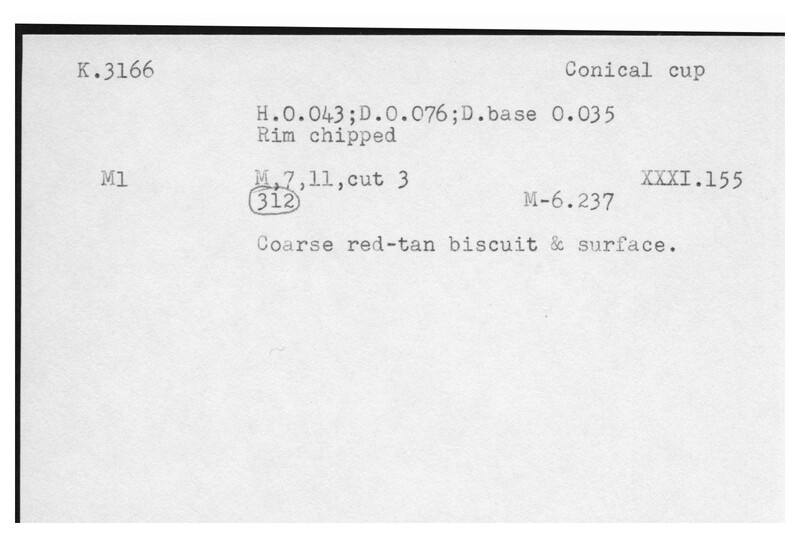 K.3166 Conical cup
H.0.043;D.0.076;D.base 0.035
Rim chipped
M1 M,7,11,cut 3 XXXI.155
312 M-6.237
Coarse red-tan biscuit & surface.